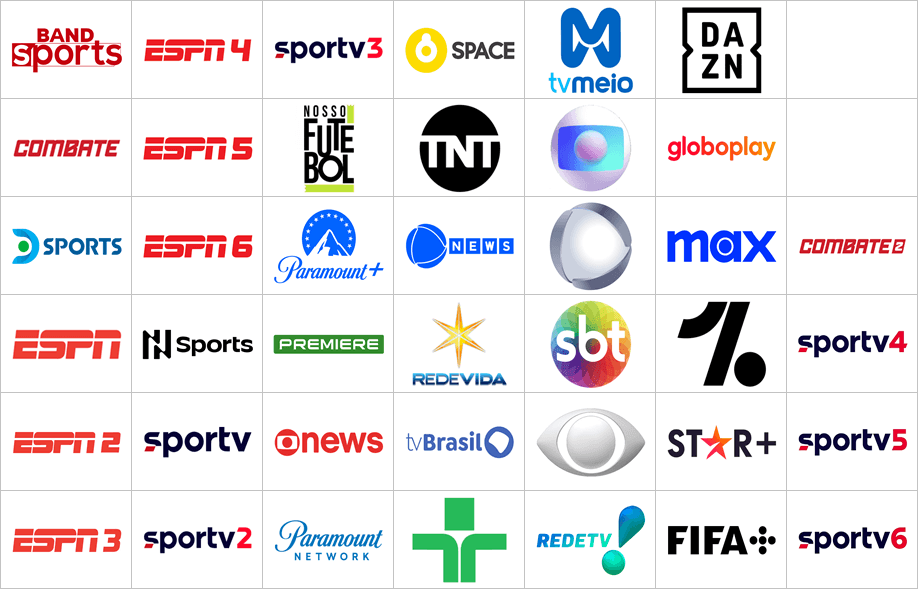 BAND
sports
ESPN 4
sportv3
SPACE
tvmeio
DA
ZN
COMBATE
ESPN 5
NOSSO
FUTE
BOL
TNT
globoplay
D SPORTS
ESPN 6
Paramount+
NEWS
max
COMBATE 2
ESPN
N Sports
PREMIERE
REDEVIDA
sbt
1.
sportv4
ESPN 2
sportv
news
tvBrasil
STAR+
sportv5
ESPN 3
sportv2
Paramount
NETWORK
REDETV!
FIFA+
sportv6